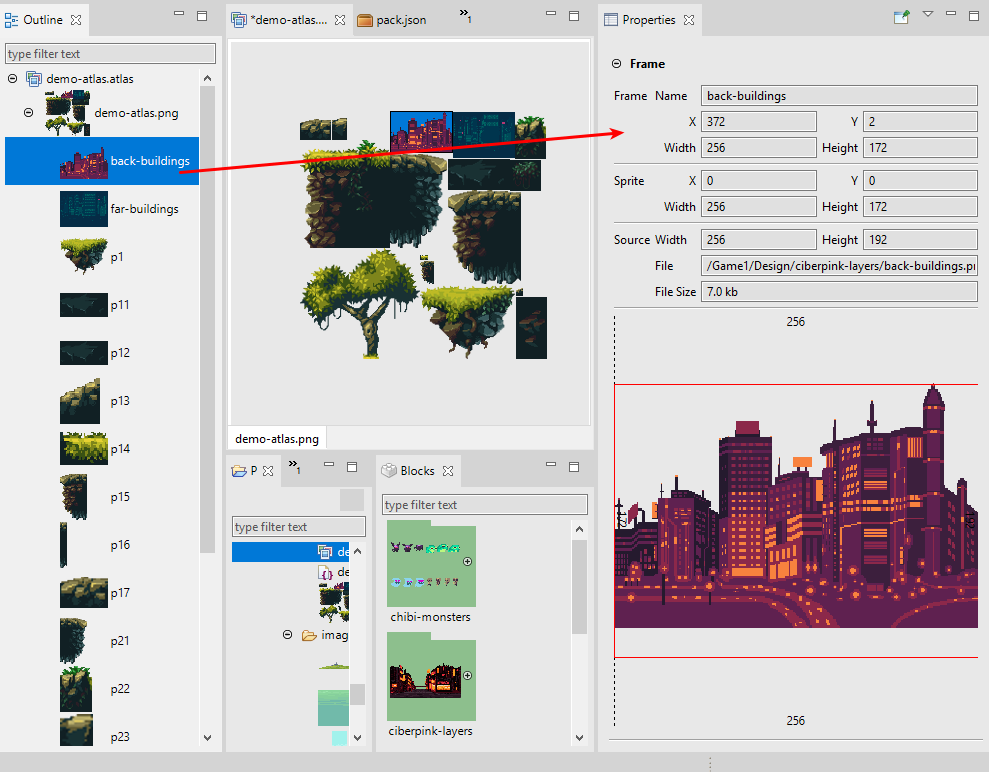 Outline
type filter text
demo-atlas.atlas
demo-atlas.png
back-buildings
far-buildings
p1
p11
p12
p13
p14
p15
p16
p17
p21
p22
p23
*demo-atlas....
pack.json
»1
demo-atlas.png
P
»1
type filter text
de
de
imag
Blocks
type filter text
chibi-monsters
ciberpink-layers
Properties
Frame
Frame Name back-buildings
X 372 Y 2
Width 256 Height 172
Sprite X 0 Y 0
Width 256 Height 172
Source Width 256 Height 192
File /Game1/Design/ciberpink-layers/back-buildings.p
File Size 7.0 kb
256
192
256